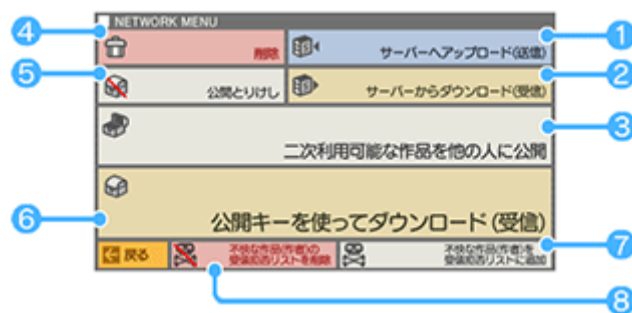 NETWORK MENU
④
削除
サーバーへアップロード(送信)
①
⑤
公開とりけし
サーバーからダウンロード(受信)
②
二次利用可能な作品を他の人に公開
③
⑥
公開キーを使ってダウンロード(受信)
戻る
不快な作品(作者)の
受信拒否リストを削除
不快な作品(作者)を
受信拒否リストに追加
⑦
⑧